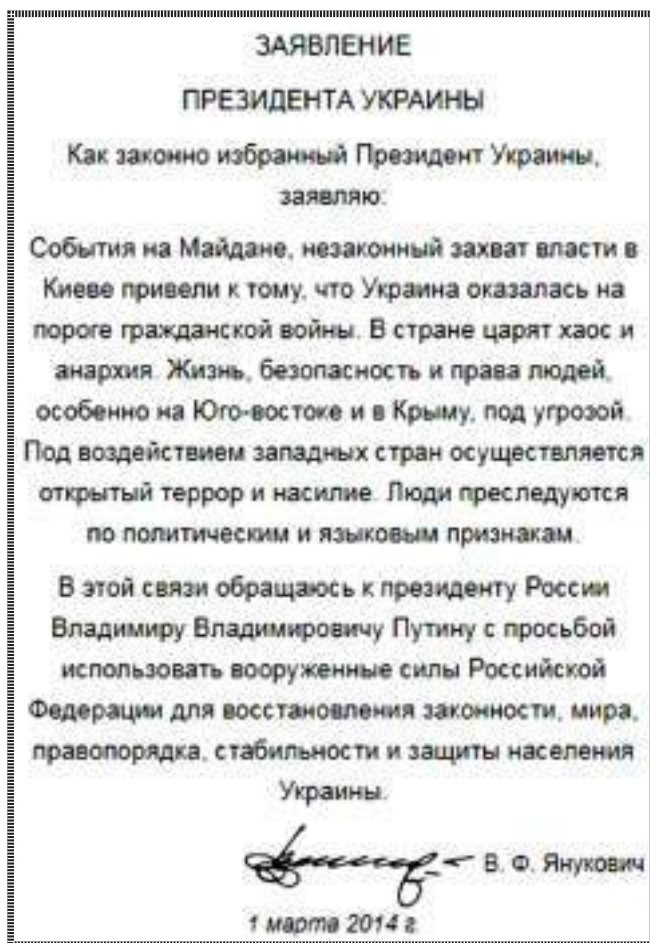 ЗАЯВЛЕНИЕ
ПРЕЗИДЕНТА УКРАИНЫ
Как законно избранный Президент Украины,
заявляю:
События на Майдане, незаконный захват власти в
Киеве привели к тому, что Украина оказалась на
пороге гражданской войны. В стране царят хаос и
анархия. Жизнь, безопасность и права людей,
особенно на Юго-востоке и в Крыму, под угрозой.
Под воздействием западных стран осуществляется
открытый террор и насилие. Люди преследуются
по политическим и языковым признакам.
В этой связи обращаюсь к президенту России
Владимиру Владимировичу Путину с просьбой
использовать вооруженные силы Российской
Федерации для восстановления законности, мира,
правопорядка, стабильности и защиты населения
Украины.
В. Ф. Янукович
1 марта 2014 г.